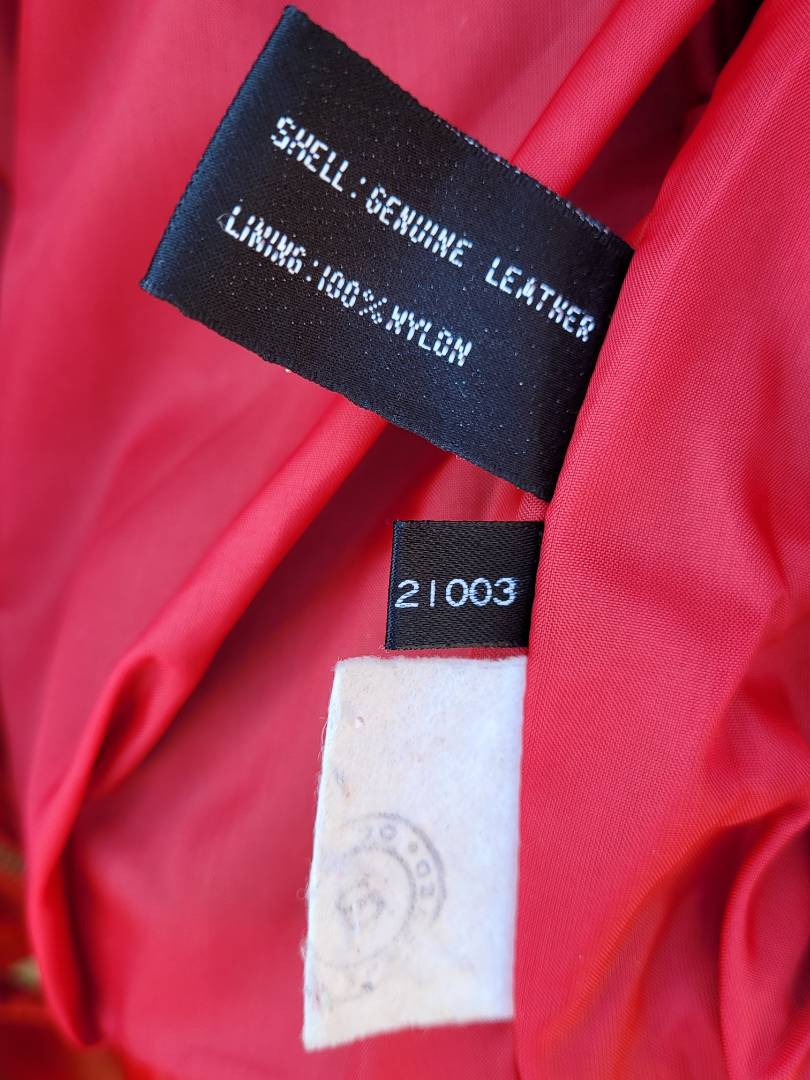 SHELL:GENUINE LEATHER
LINING:100%NYLON
21003